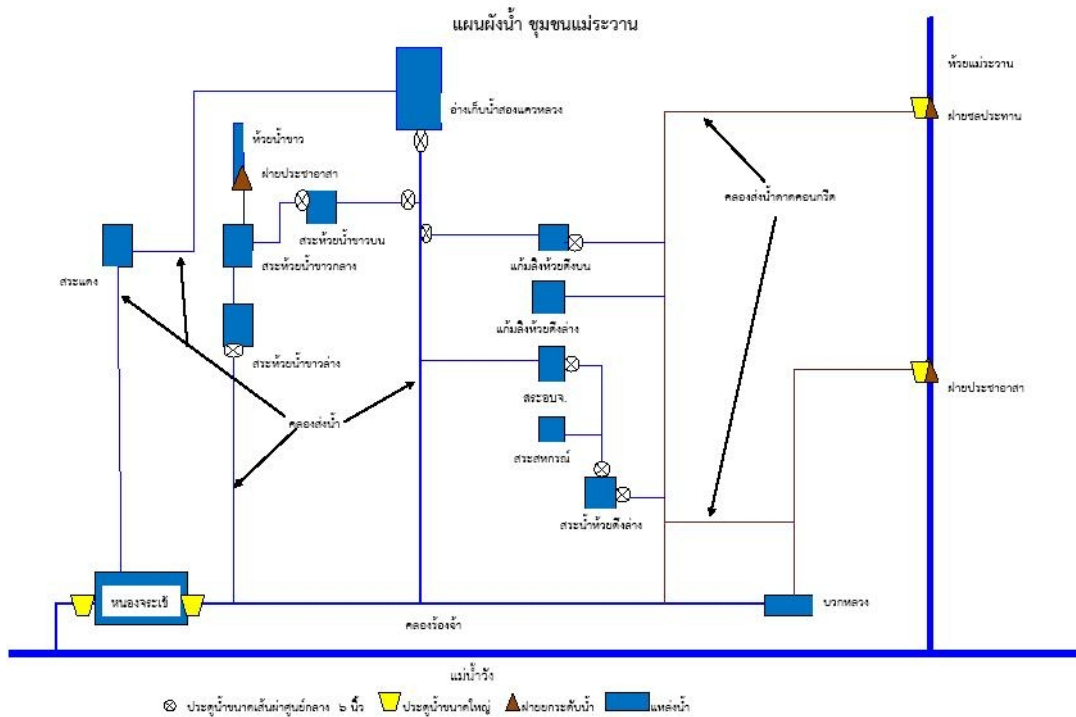 แผนผังน้ำ ชุมชนแม่ระวาน
ห้วยแม่ระวาน
อ่างเก็บน้ำสองแควหลวง
ฝายชลประทาน
ห้วยน้ำขาว
ฝายประชาอาสา
คลองส่งน้ำดาดคอนกรีต
สระห้วยน้ำขาวบน
สระแดง
สระห้วยน้ำขาวกลาง
แก้มลิงห้วยตึงบน
แก้มลิงห้วยตึงล่าง
สระห้วยน้ำขาวล่าง
ฝายประชาอาสา
สระอบจ.
คลองส่งน้ำ
สระสหกรณ์
สระน้ำห้วยตึงล่าง
หนองจระเข้
บวกหลวง
คลองร้องจ้า
แม่น้ำวัง
ประตูน้ำขนาดเส้นผ่าศูนย์กลาง ๖ นิ้ว ประตูน้ำขนาดใหญ่ ฝายยกระดับน้ำ แหล่งน้ำ